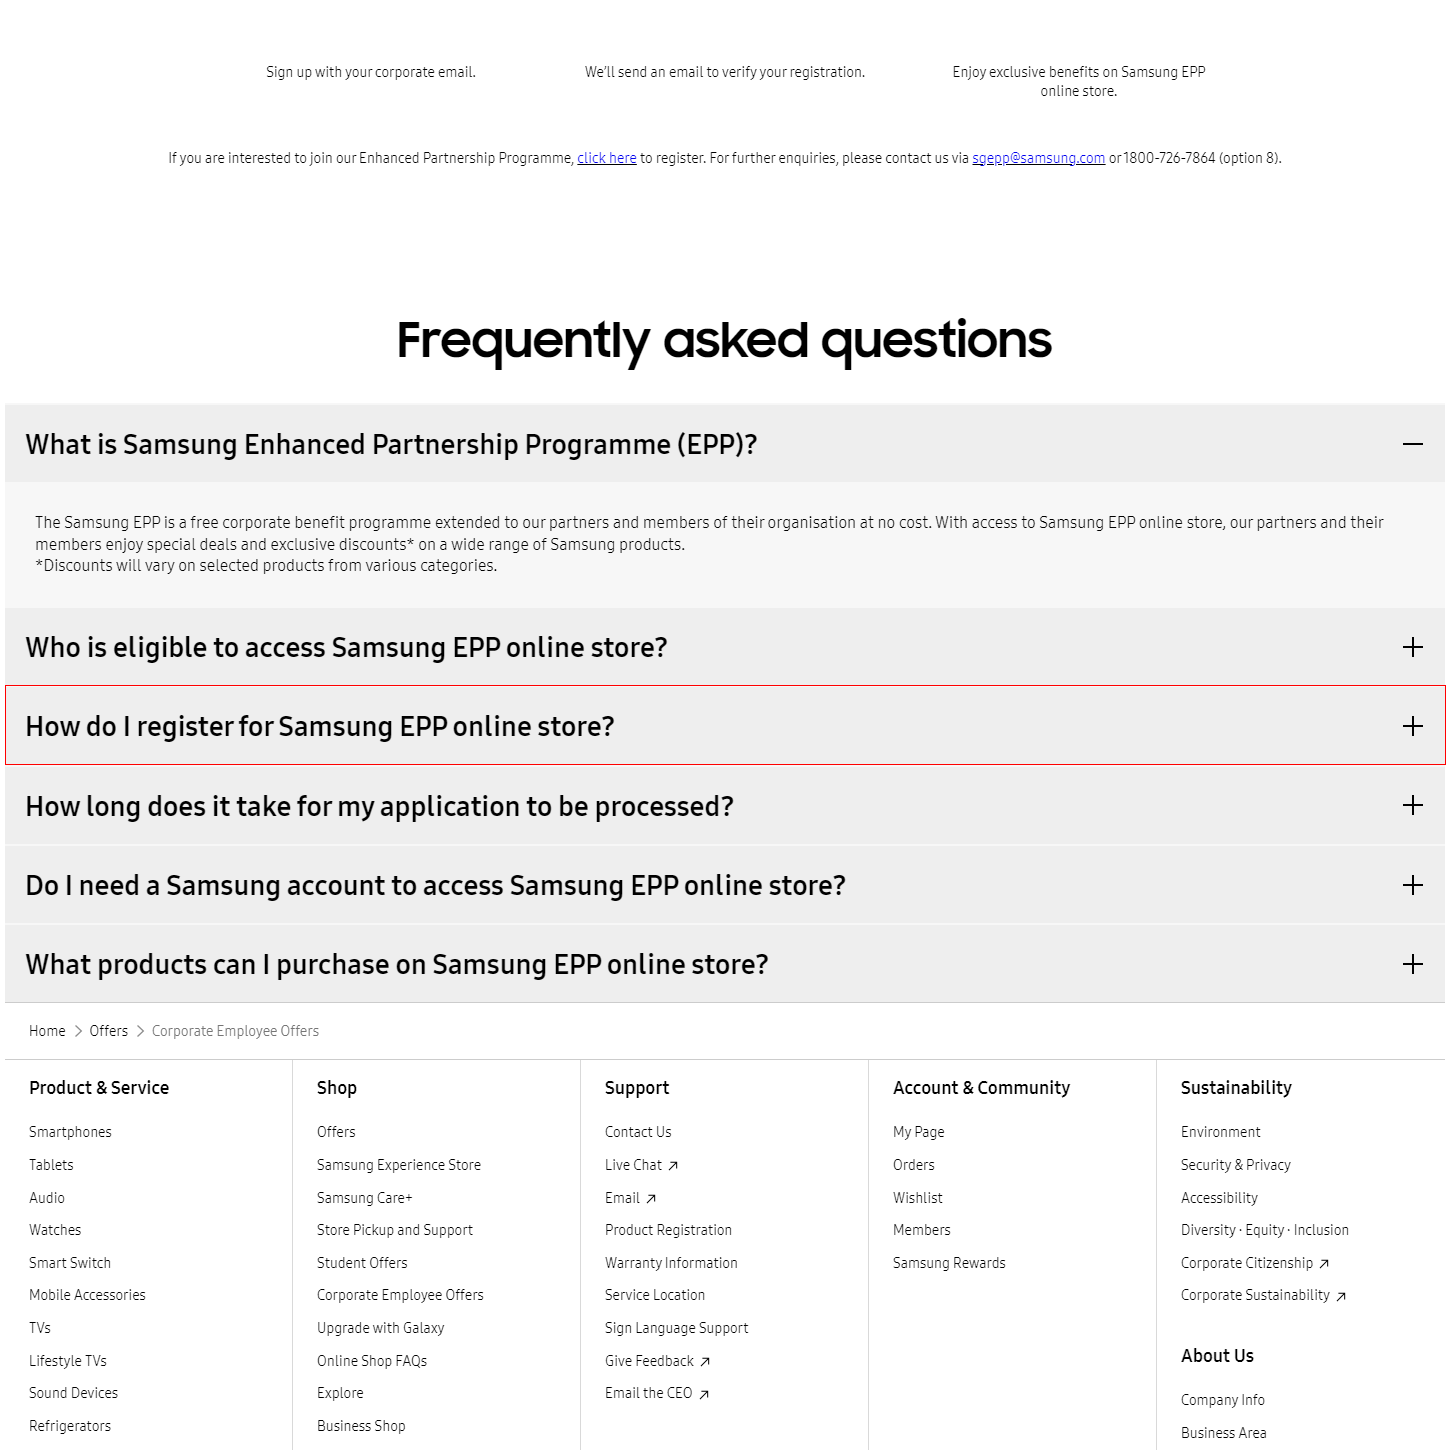 Sign up with your corporate email.
We'll send an email to verify your registration.
Enjoy exclusive benefits on Samsung EPP
online store.
If you are interested to join our Enhanced Partnership Programme, click here to register. For further enquiries, please contact us via sgepp@samsung.com or 1800-726-7864 (option 8).
Frequently asked questions
What is Samsung Enhanced Partnership Programme (EPP)?
The Samsung EPP is a free corporate benefit programme extended to our partners and members of their organisation at no cost. With access to Samsung EPP online store, our partners and their
members enjoy special deals and exclusive discounts* on a wide range of Samsung products.
*Discounts will vary on selected products from various categories.
Who is eligible to access Samsung EPP online store?
How do I register for Samsung EPP online store?
How long does it take for my application to be processed?
Do I need a Samsung account to access Samsung EPP online store?
What products can I purchase on Samsung EPP online store?
Home > Offers > Corporate Employee Offers
Product & Service
Smartphones
Tablets
Audio
Watches
Smart Switch
Mobile Accessories
TVs
Lifestyle TVs
Sound Devices
Refrigerators
Shop
Offers
Samsung Experience Store
Samsung Care+
Store Pickup and Support
Student Offers
Corporate Employee Offers
Upgrade with Galaxy
Online Shop FAQs
Explore
Business Shop
Support
Contact Us
Live Chat
Email
Product Registration
Warranty Information
Service Location
Sign Language Support
Give Feedback
Email the CEO
Account & Community
My Page
Orders
Wishlist
Members
Samsung Rewards
Sustainability
Environment
Security & Privacy
Accessibility
Diversity · Equity · Inclusion
Corporate Citizenship
Corporate Sustainability
About Us
Company Info
Business Area